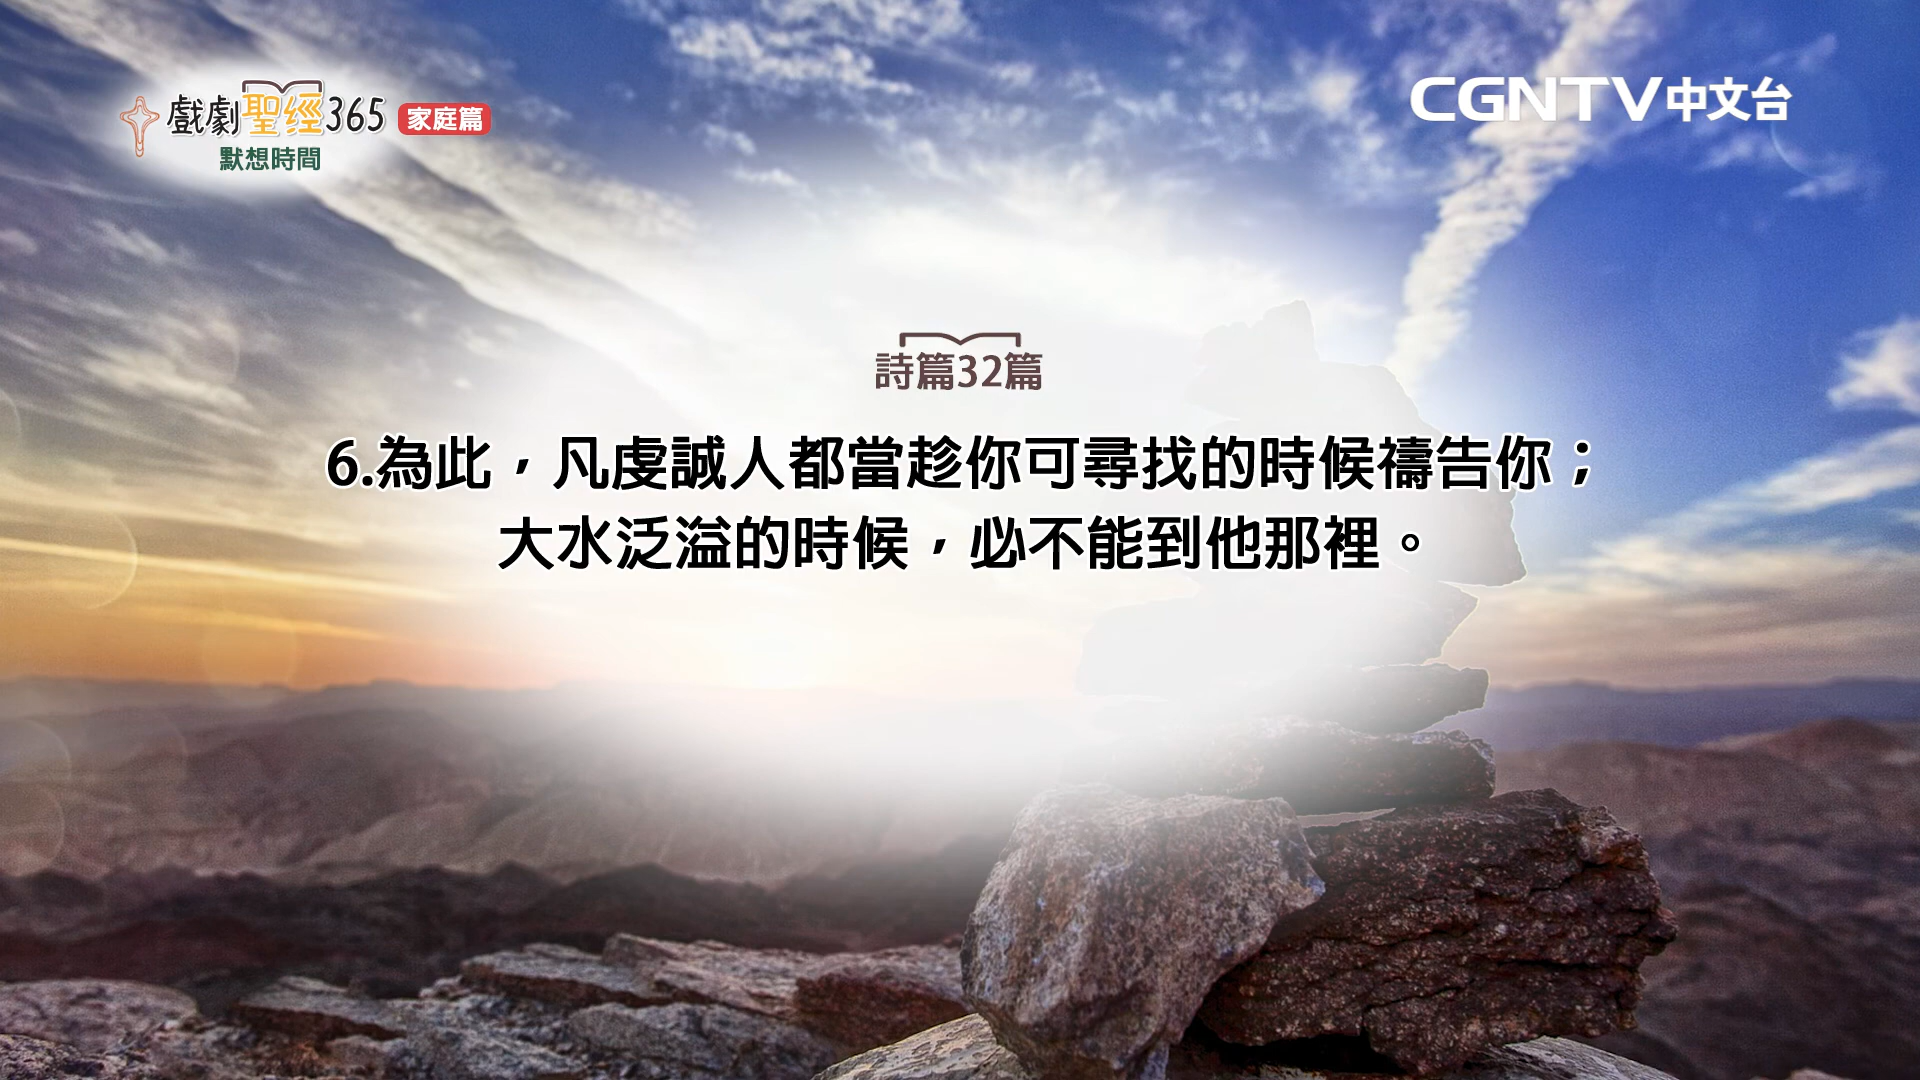 戲劇聖經365 家庭篇
默想時間
CGNTV中文台
詩篇32篇
6.為此，凡虔誠人都當趁你可尋找的時候禱告你；
大水泛溢的時候，必不能到他那裡。